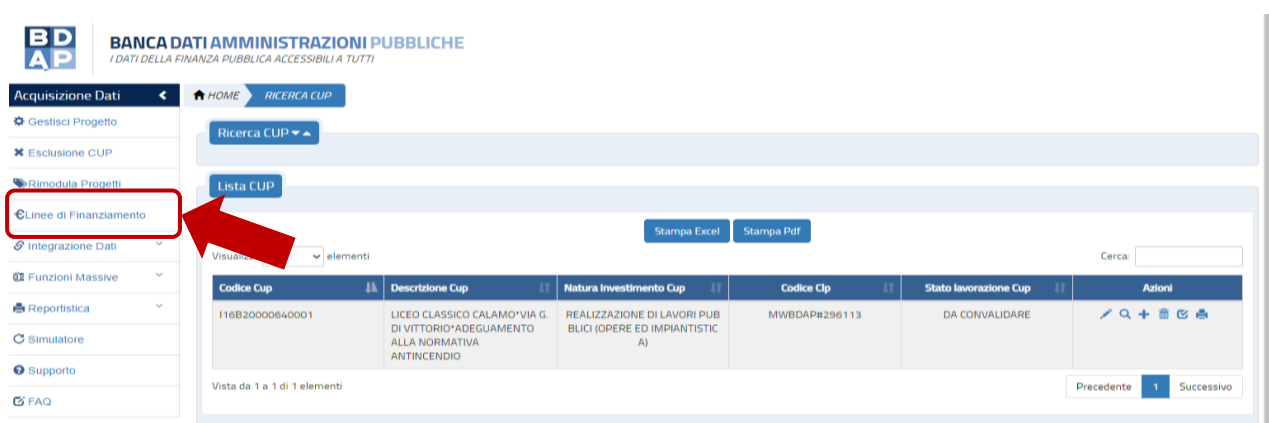 BD
AP
BANCA DATI AMMINISTRAZIONI PUBBLICHE
I DATI DELLA FINANZA PUBBLICA ACCESSIBILI A TUTTI
Acquisizione Dati
HOME RICERCA CUP
Gestisci Progetto
Esclusione CUP
Rimodula Progetti
€Linee di Finanziamento
Integrazione Dati
Funzioni Massive
Reportistica
Simulatore
Supporto
FAQ
Ricerca CUP
Lista CUP
Stampa Excel Stampa Pdf
elementi
Cerca:
Codice Cup Descrizione Cup Natura Investimento Cup Codice Clp Stato lavorazione Cup Azioni
I16B20000640001 LICEO CLASSICO CALAMO*VIA G. REALIZZAZIONE DI LAVORI PUB MWBDAP#296113 DA CONVALIDARE
DI VITTORIO*ADEGUAMENTO BLICI (OPERE ED IMPIANTISTIC
ALLA NORMATIVA A)
ANTINCENDIO
Vista da 1 a 1 di 1 elementi
Precedente 1 Successivo